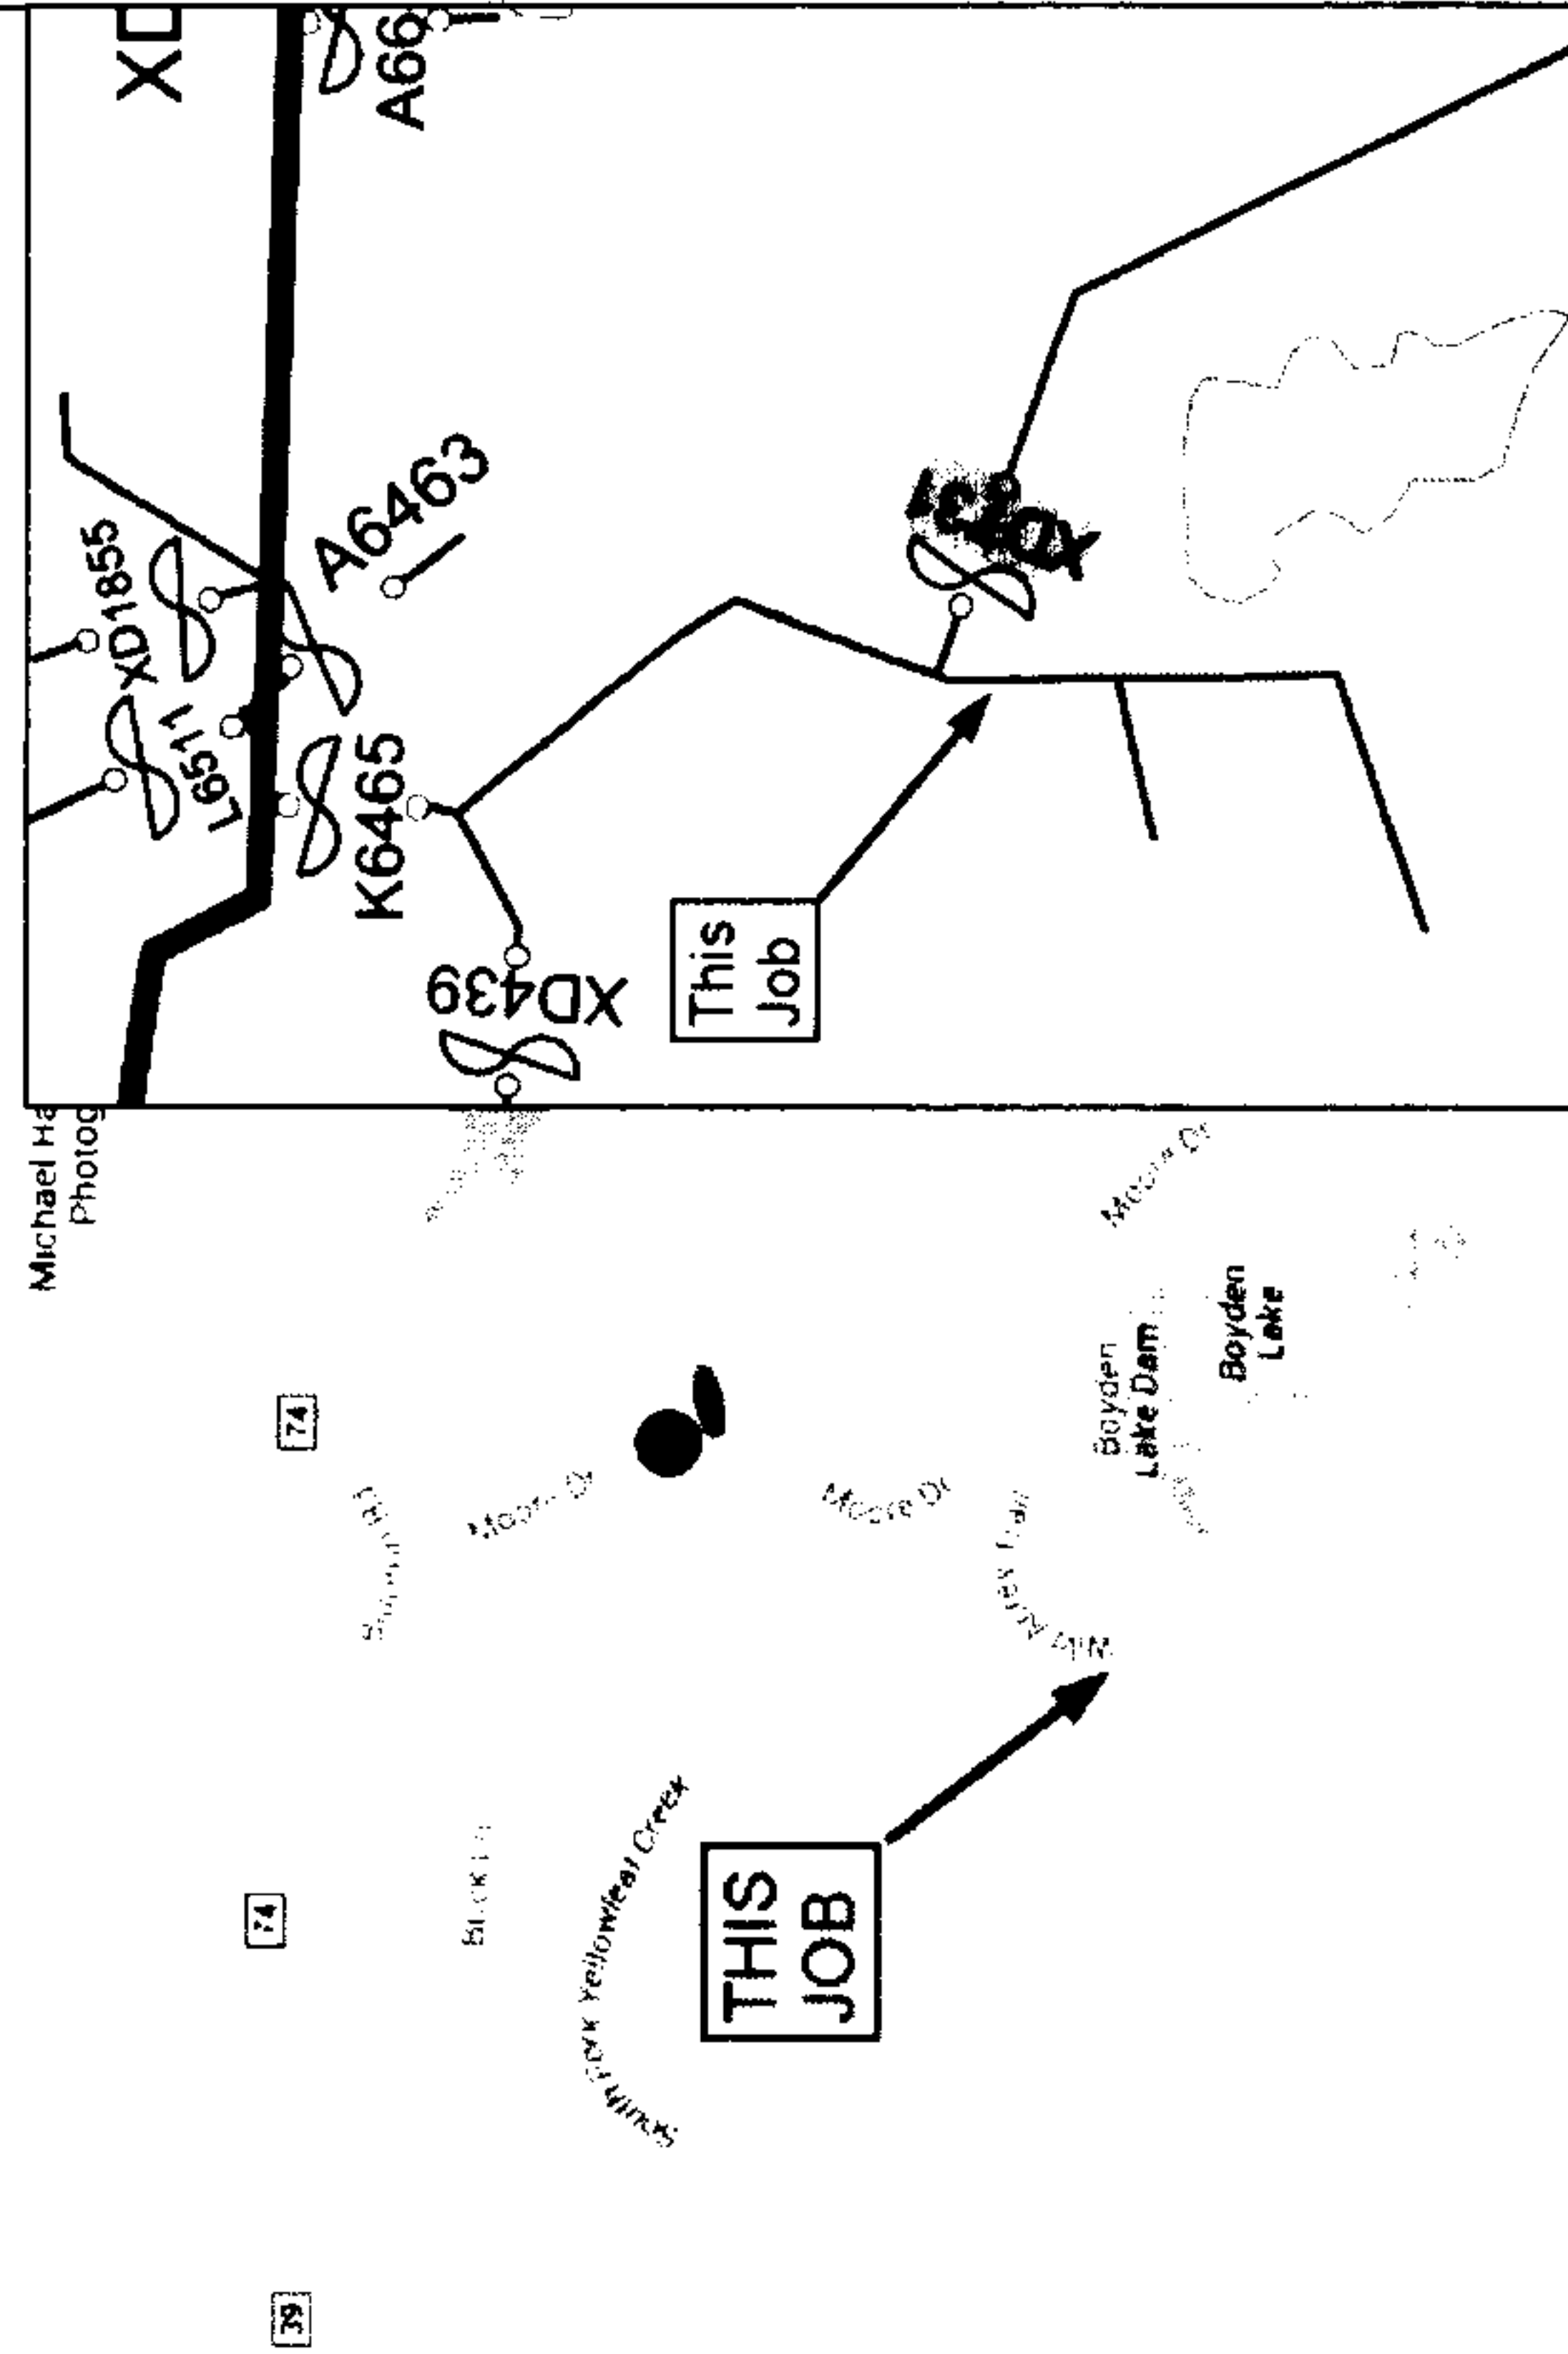 XD
A66
A6463
XD1855
L6511
K6465
XD439
This
Job
Michael Ha
Photog
74
74
39
Moore Dr
Moore Dr
Moore Dr
Boyden
Lake Dam
Boyden
Lake
Trail
South Fork Yellowleaf Creek
THIS
JOB